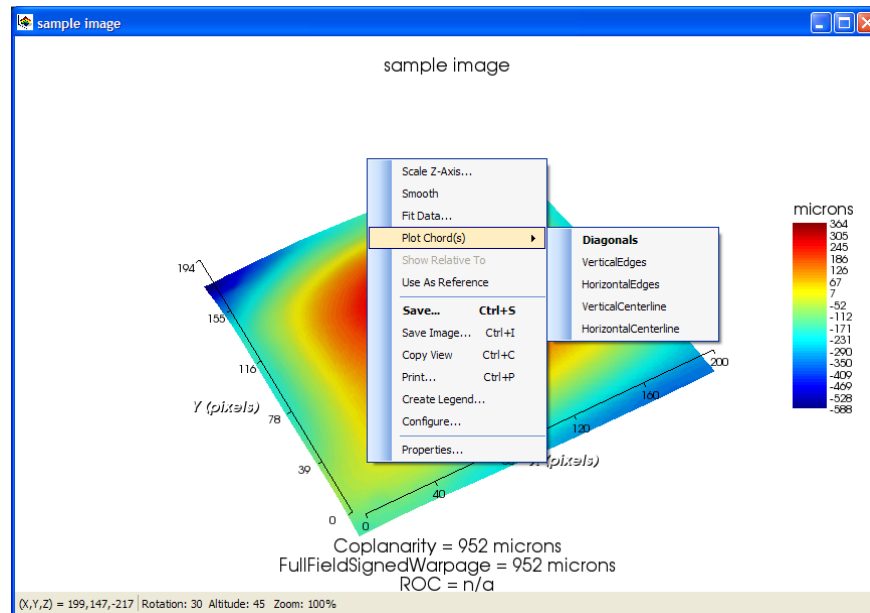 sample image
sample image
Scale Z-Axis...
Smooth
Fit Data...
Plot Chord(s)
Show Relative To
Use As Reference
Save... Ctrl+S
Save Image... Ctrl+I
Copy View Ctrl+C
Print... Ctrl+P
Create Legend...
Configure...
Properties...
Diagonals
VerticalEdges
HorizontalEdges
VerticalCenterline
HorizontalCenterline
microns
364
305
245
186
126
67
7
-52
-112
-171
-231
-290
-350
-409
-469
-528
-588
194
155
116
78
39
0
Y (pixels)
0
40
120
160
200
(pixels)
Coplanarity = 952 microns
FullFieldSignedWarpage = 952 microns
ROC = n/a
(X,Y,Z) = 199,147,-217 Rotation: 30 Altitude: 45 Zoom: 100%